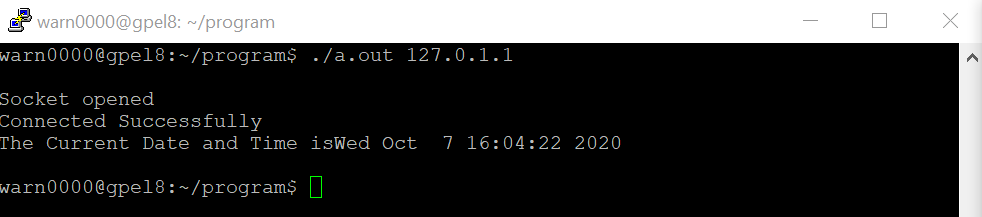 warn0000@gpel8: ~/program
warn0000@gpel8:~/program$ ./a.out 127.0.1.1
Socket opened
Connected Successfully
The Current Date and Time isWed Oct  7 16:04:22 2020
warn0000@gpel8:~/program$